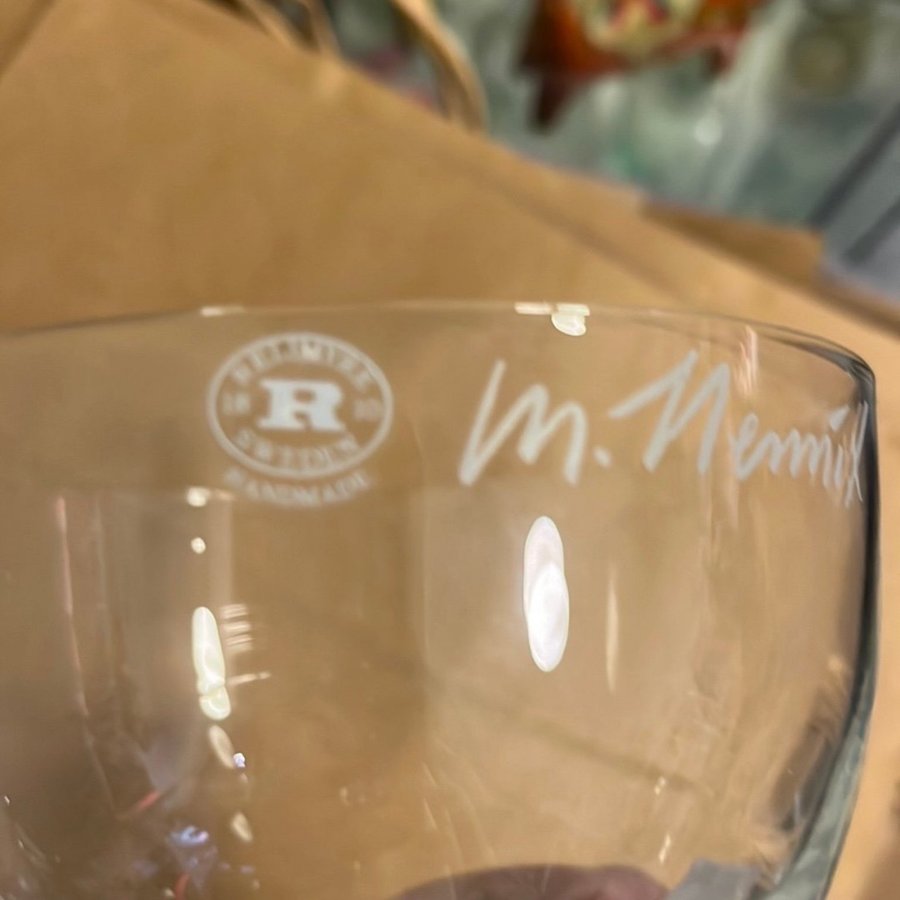 REIJMYRE
18 R 10
SWEDEN
HANDMADE
M.